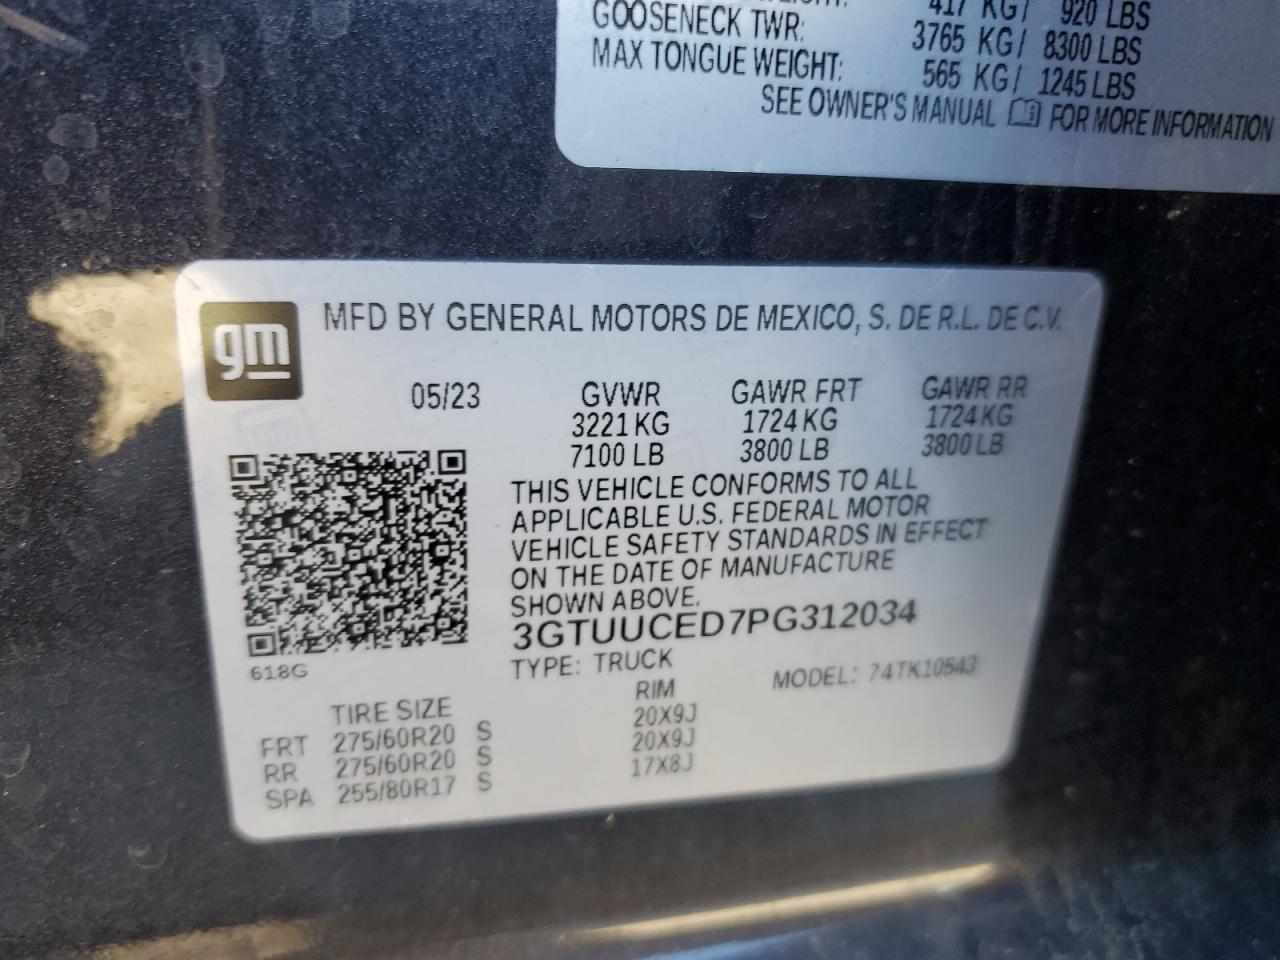 417 KG/ 920 LBS
GOOSENECK TWR: 3765 KG/ 8300 LBS
MAX TONGUE WEIGHT: 565 KG/ 1245 LBS
SEE OWNER'S MANUAL FOR MORE INFORMATION
gm
MFD BY GENERAL MOTORS DE MEXICO, S. DE R.L. DE C.V.
05/23 GVWR GAWR FRT GAWR RR
3221 KG 1724 KG 1724 KG
7100 LB 3800 LB 3800 LB
THIS VEHICLE CONFORMS TO ALL
APPLICABLE U.S. FEDERAL MOTOR
VEHICLE SAFETY STANDARDS IN EFFECT
ON THE DATE OF MANUFACTURE
SHOWN ABOVE.
3GTUUCED7PG312034
618G
TYPE: TRUCK MODEL: 74TK10543
TIRE SIZE RIM
FRT 275/60R20 S 20X9J
RR 275/60R20 S 20X9J
SPA 255/80R17 S 17X8J